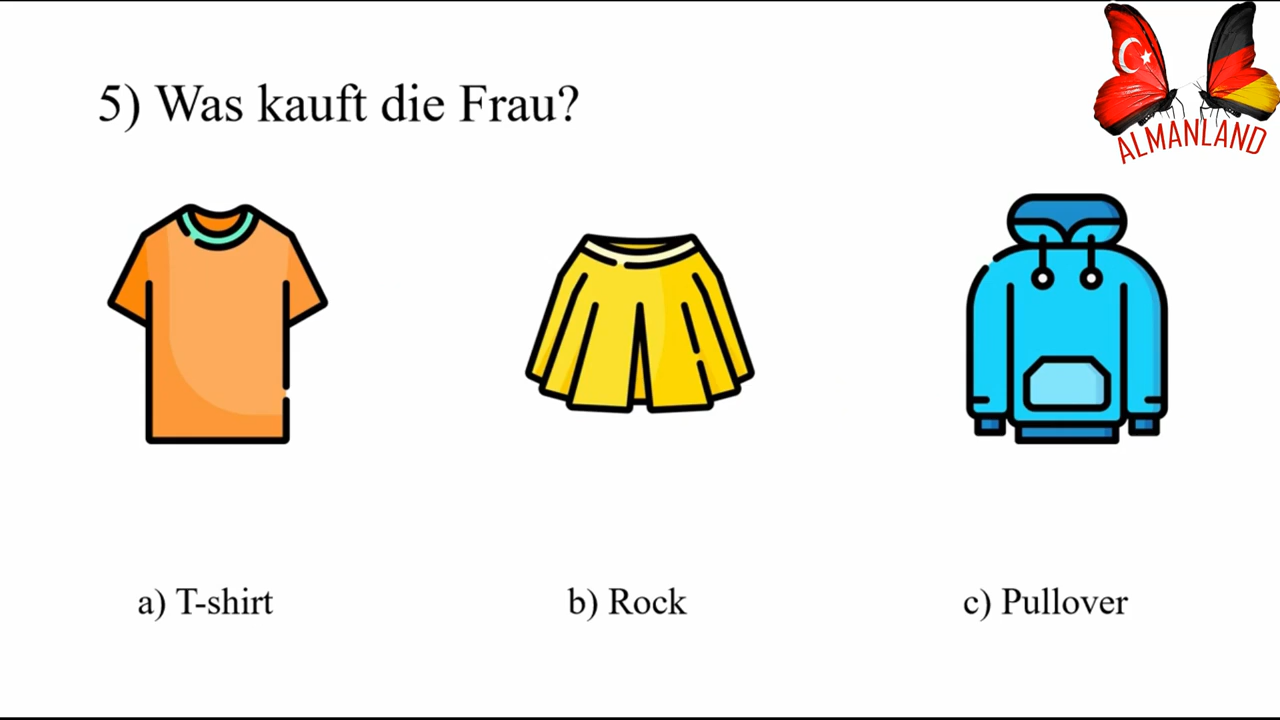 5) Was kauft die Frau?
ALMANLAND
a) T-shirt
b) Rock
c) Pullover